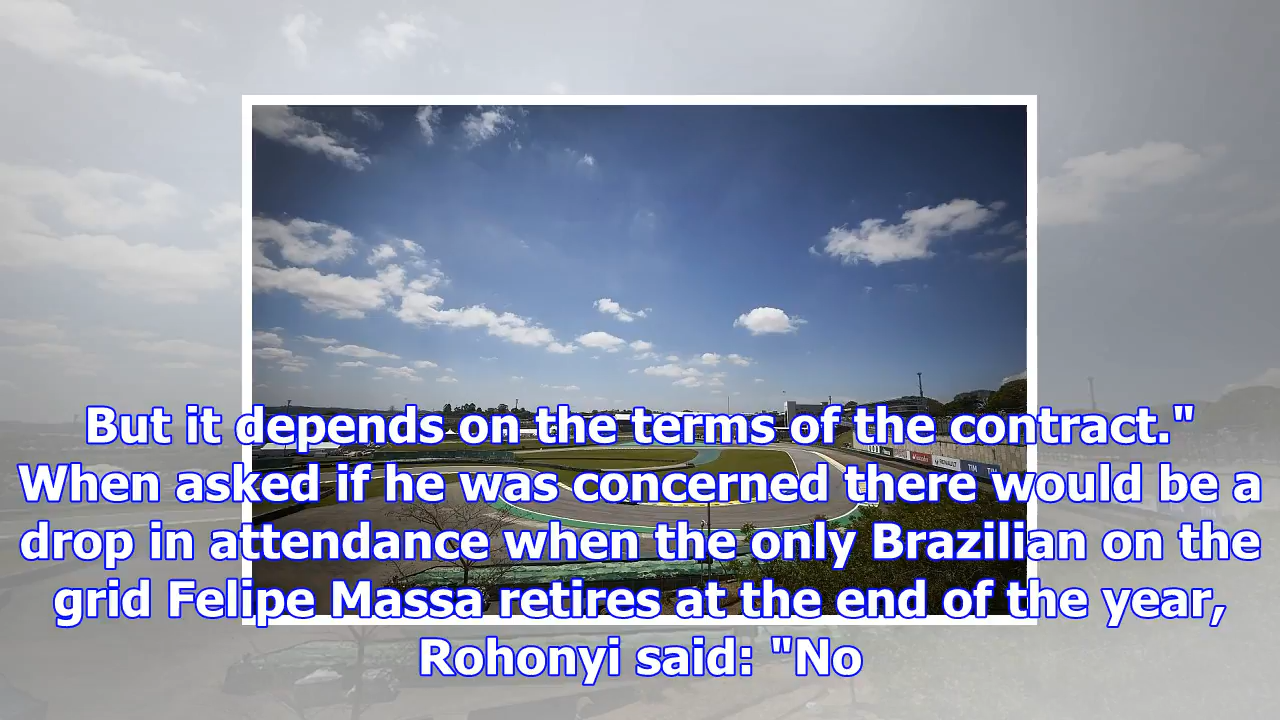 But it depends on the terms of the contract."
When asked if he was concerned there would be a
drop in attendance when the only Brazilian on the
grid Felipe Massa retires at the end of the year,
Rohonyi said: "No